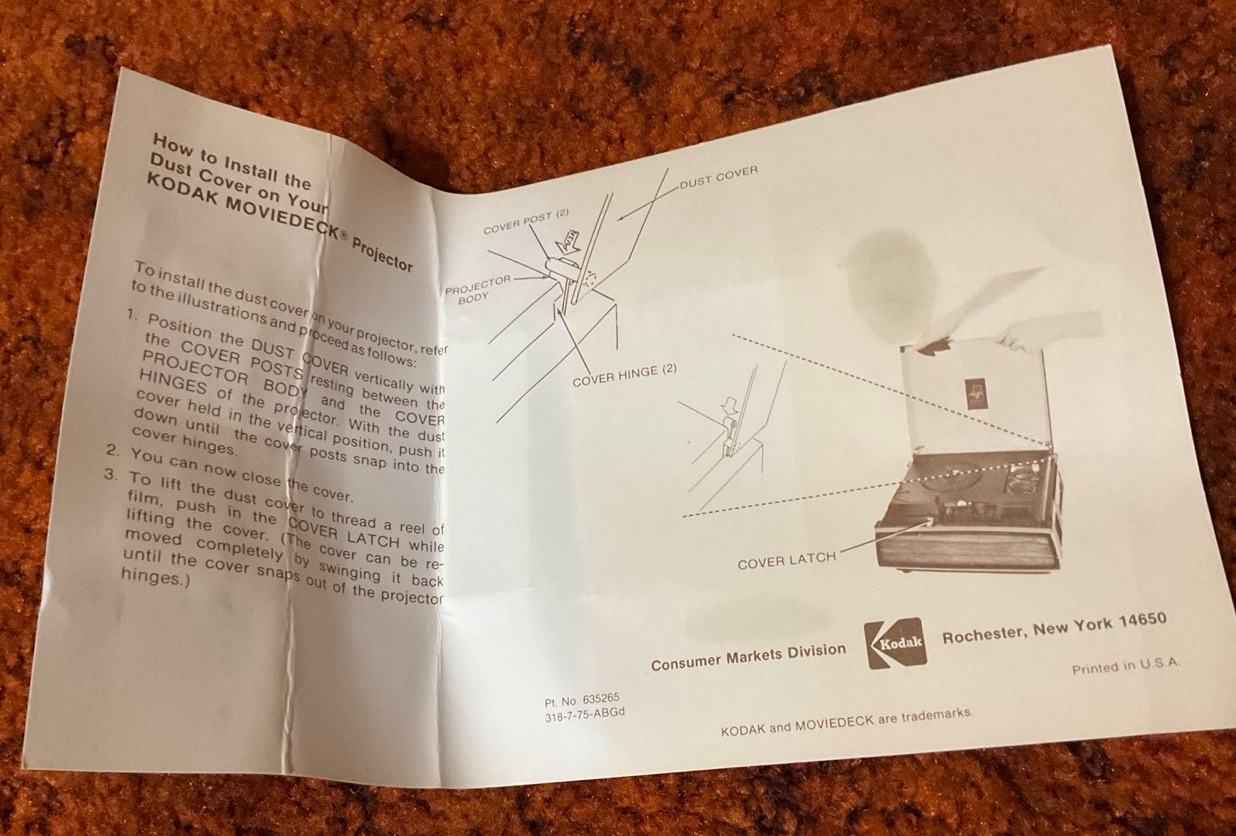 How to Install the
Dust Cover on Your
KODAK MOVIEDECK® Projector
To install the dust cover on your projector, refer
to the illustrations and proceed as follows:
1. Position the DUST COVER vertically with
the COVER POSTS resting between the
PROJECTOR BODY and the COVER
HINGES of the projector. With the dust
cover held in the vertical position, push it
down until the cover posts snap into the
cover hinges.
2. You can now close the cover.
3. To lift the dust cover to thread a reel of
film, push in the COVER LATCH while
lifting the cover. (The cover can be re-
moved completely by swinging it back
until the cover snaps out of the projector
hinges.)
DUST COVER
COVER POST (2)
PUSH
PROJECTOR
BODY
COVER HINGE (2)
COVER LATCH
Consumer Markets Division
Kodak
Rochester, New York 14650
Printed in U.S.A.
Pt. No. 635265
318-7-75-ABGd
KODAK and MOVIEDECK are trademarks.